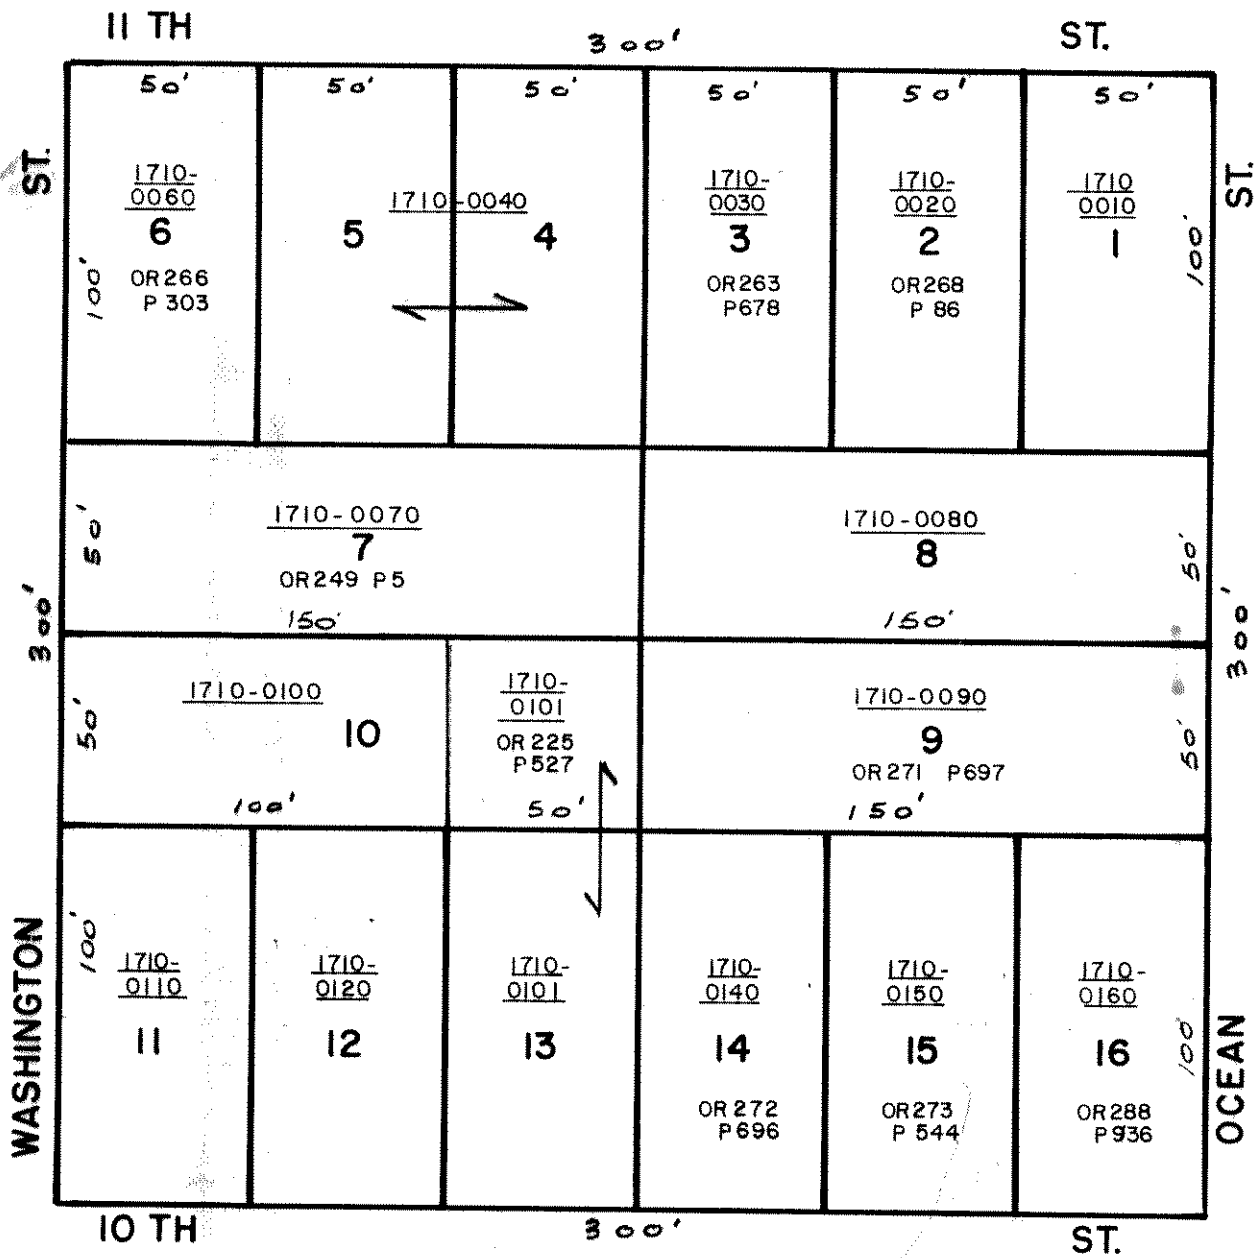 11 TH
300'
ST.
50'
50'
50'
50'
50'
50'
ST.
1710-
0060
6
OR 266
P 303
100'
1710-0040
5
4
1710-
0030
3
OR 263
P678
1710-
0020
2
OR 268
P 86
1710
0010
1
100'
ST.
50'
1710-0070
7
OR 249 P 5
150'
1710-0080
8
150'
50'
300'
300'
50'
1710-0100
10
100'
1710-
0101
OR 225
P 527
50'
1710-0090
9
OR 271 P697
150'
50'
WASHINGTON
100'
1710-
0110
11
1710-
0120
12
1710-
0101
13
1710-
0140
14
OR 272
P 696
1710-
0150
15
OR 273
P 544
1710-
0160
16
OR 288
P 936
100'
OCEAN
10 TH
300'
ST.